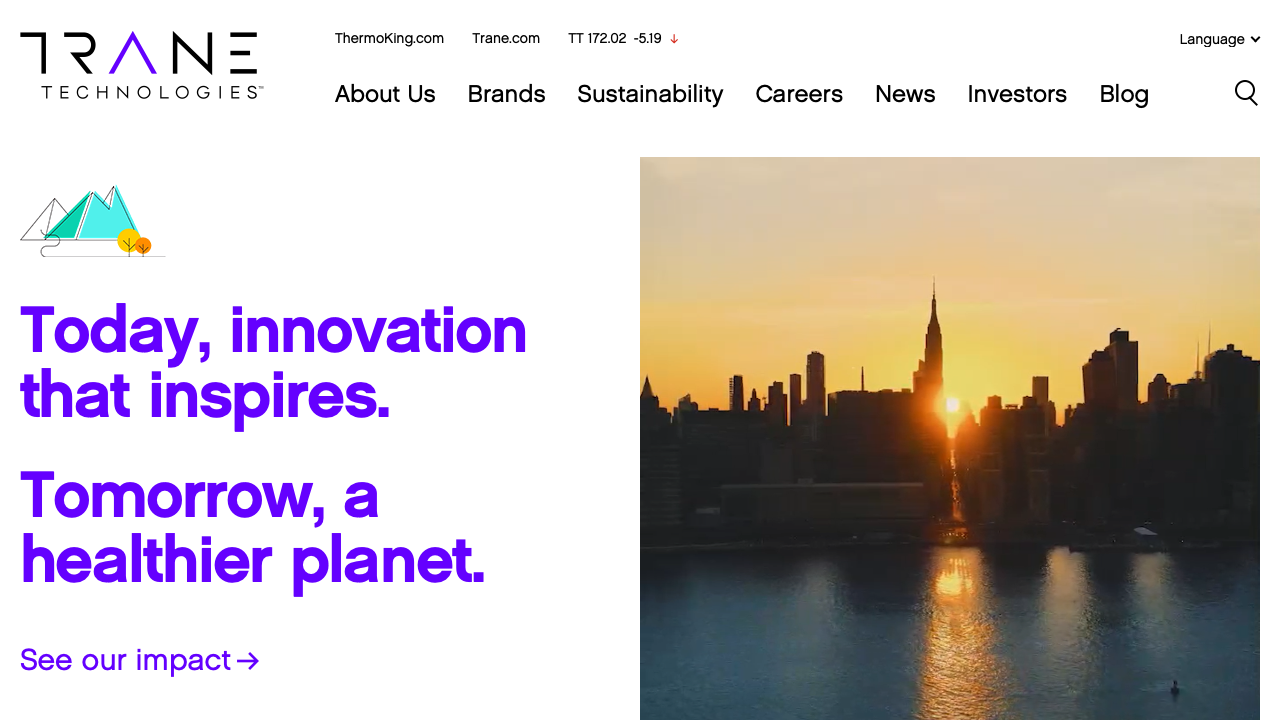 TRANE
TECHNOLOGIES™
ThermoKing.com Trane.com TT 172.02 -5.19 ↓
Language
About Us Brands Sustainability Careers News Investors Blog
Today, innovation
that inspires.
Tomorrow, a
healthier planet.
See our impact →